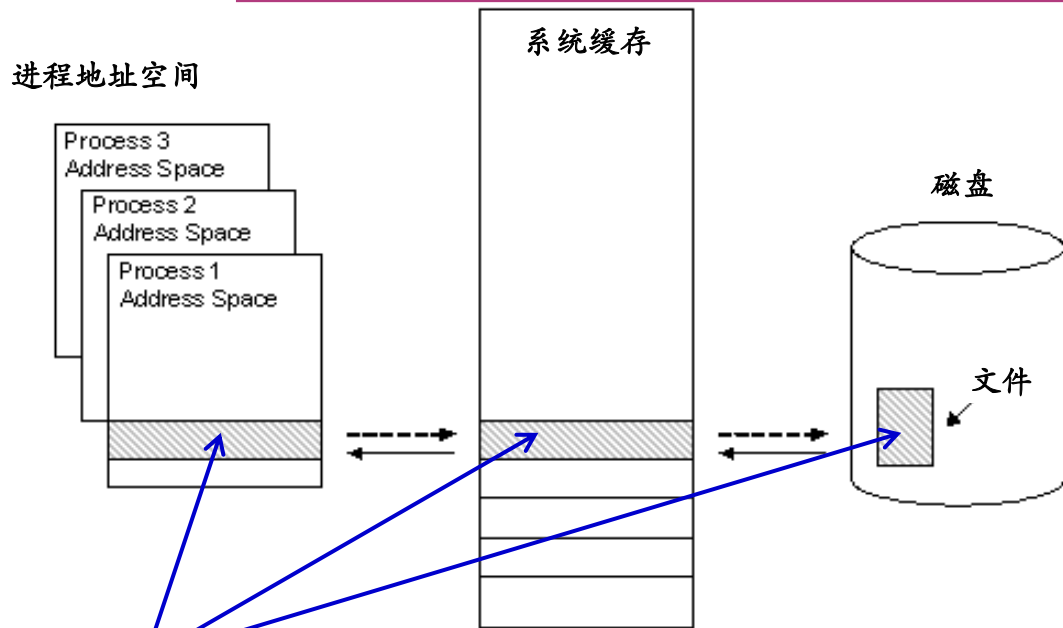 系统缓存
进程地址空间
Process 3
Address Space
Process 2
Address Space
Process 1
Address Space
磁盘
文件